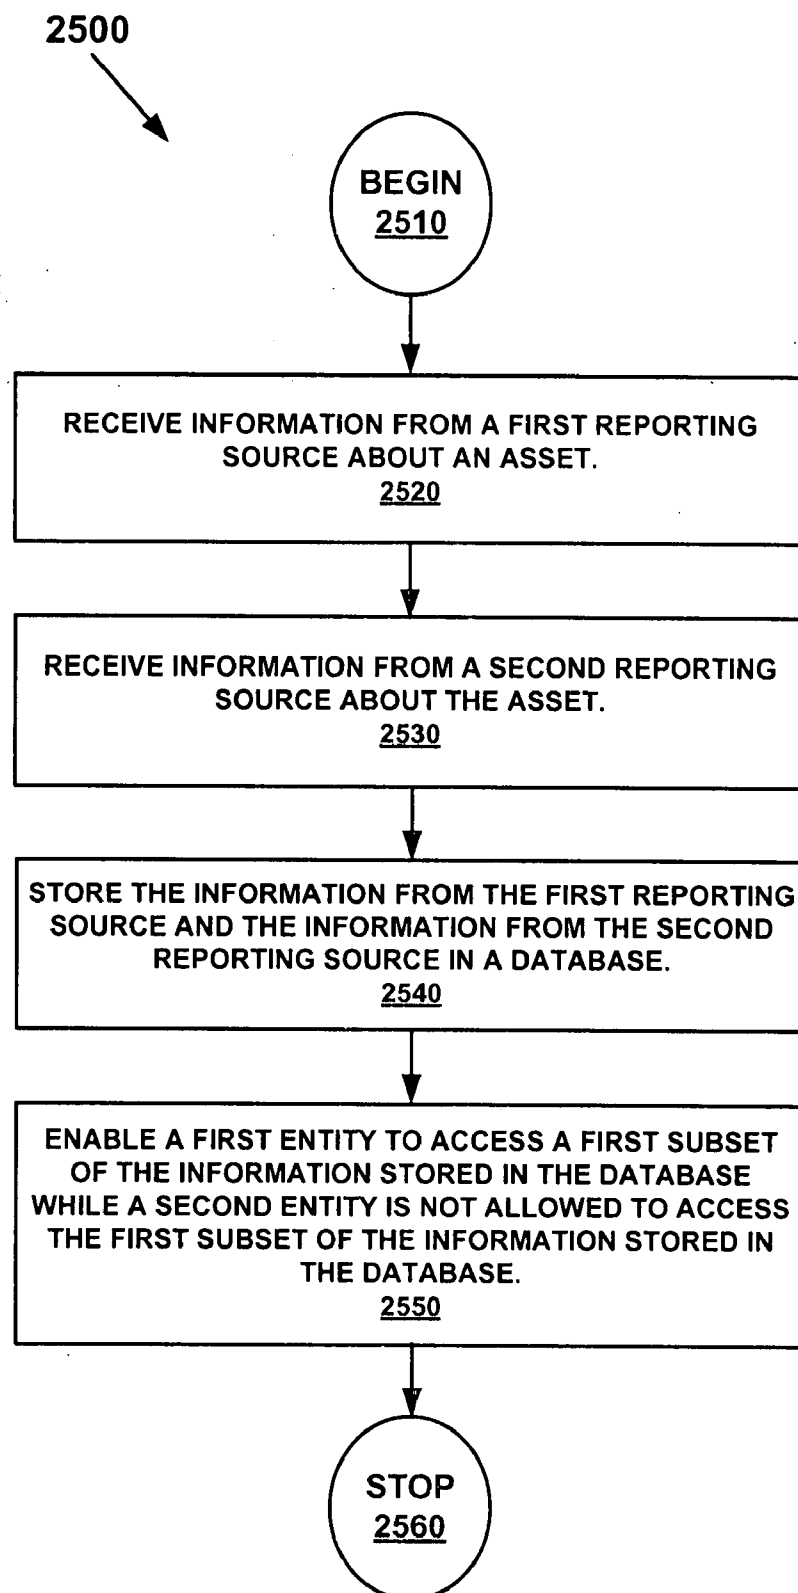 2500
BEGIN
2510
RECEIVE INFORMATION FROM A FIRST REPORTING
SOURCE ABOUT AN ASSET.
2520
RECEIVE INFORMATION FROM A SECOND REPORTING
SOURCE ABOUT THE ASSET.
2530
STORE THE INFORMATION FROM THE FIRST REPORTING
SOURCE AND THE INFORMATION FROM THE SECOND
REPORTING SOURCE IN A DATABASE.
2540
ENABLE A FIRST ENTITY TO ACCESS A FIRST SUBSET
OF THE INFORMATION STORED IN THE DATABASE
WHILE A SECOND ENTITY IS NOT ALLOWED TO ACCESS
THE FIRST SUBSET OF THE INFORMATION STORED IN
THE DATABASE.
2550
STOP
2560